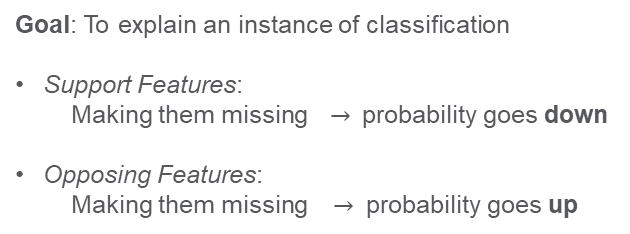 Goal: To explain an instance of classification
• Support Features:
Making them missing → probability goes down
• Opposing Features:
Making them missing → probability goes up